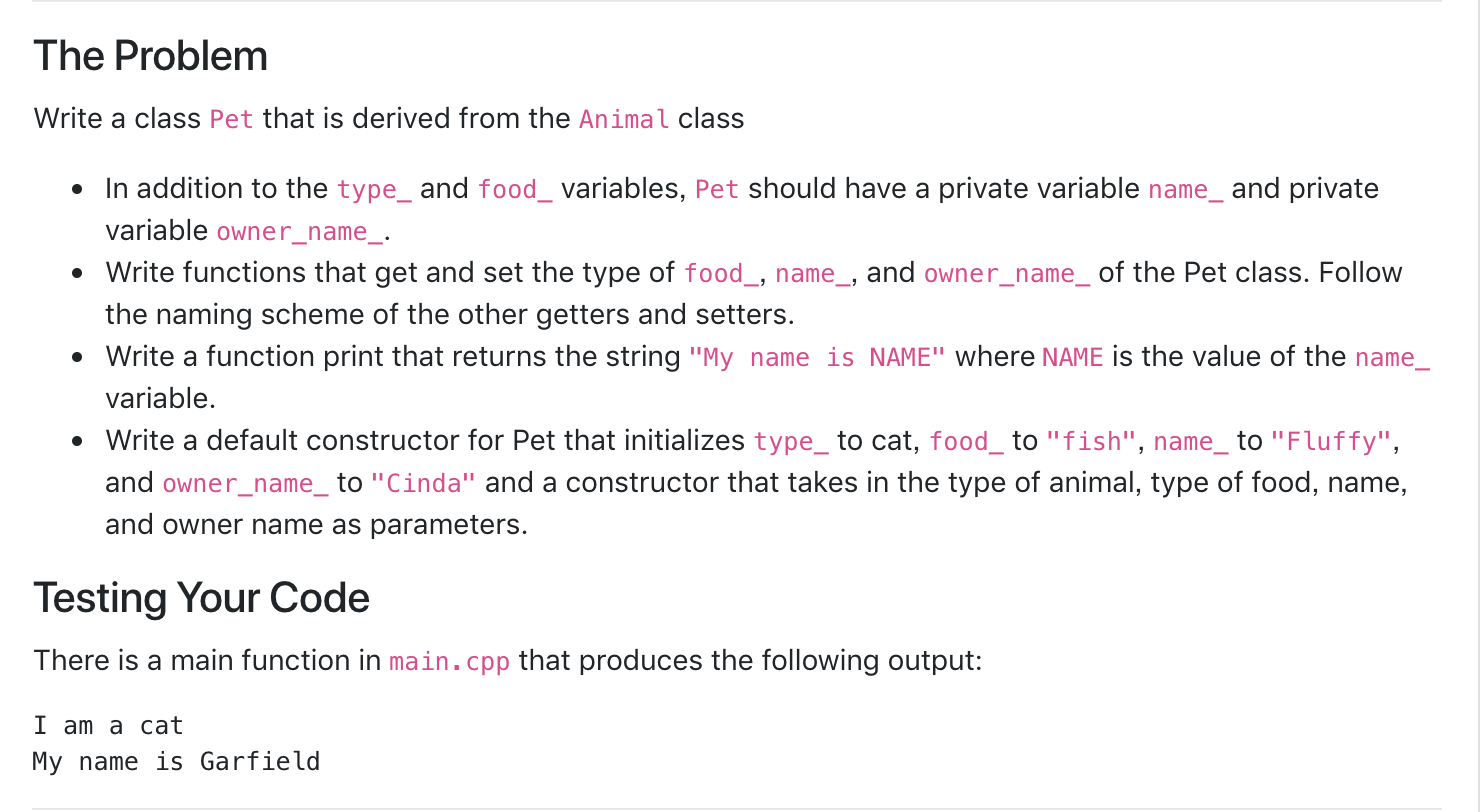 The Problem
Write a class Pet that is derived from the Animal class
• In addition to the type_ and food_ variables, Pet should have a private variable name_ and private
variable owner_name_.
• Write functions that get and set the type of food_, name_, and owner_name_ of the Pet class. Follow
the naming scheme of the other getters and setters.
• Write a function print that returns the string "My name is NAME" where NAME is the value of the name_
variable.
• Write a default constructor for Pet that initializes type_ to cat, food_ to "fish", name_ to "Fluffy",
and owner_name_ to "Cinda" and a constructor that takes in the type of animal, type of food, name,
and owner name as parameters.
Testing Your Code
There is a main function in main.cpp that produces the following output:
I am a cat
My name is Garfield